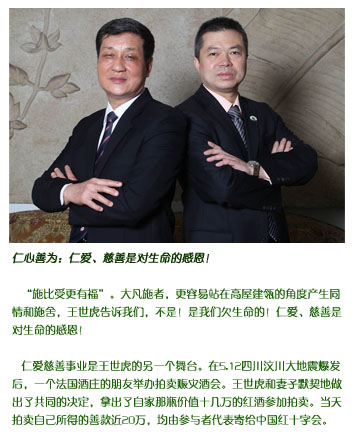 仁心善为：仁爱、慈善是对生命的感恩！
“施比受更有福”。大凡施者，更容易站在高屋建瓴的角度产生同
情和施舍，王世虎告诉我们，不是！是我们欠生命的！仁爱、慈善是
对生命的感恩！
仁爱慈善事业是王世虎的另一个舞台。在5.12四川汶川大地震爆发
后，一个法国酒庄的朋友举办拍卖赈灾酒会。王世虎和妻子默契地做
出了共同的决定，拿出了自家那瓶价值十几万的红酒参加拍卖。当天
拍卖自己所得的善款近20万，均由参与者代表寄给中国红十字会。